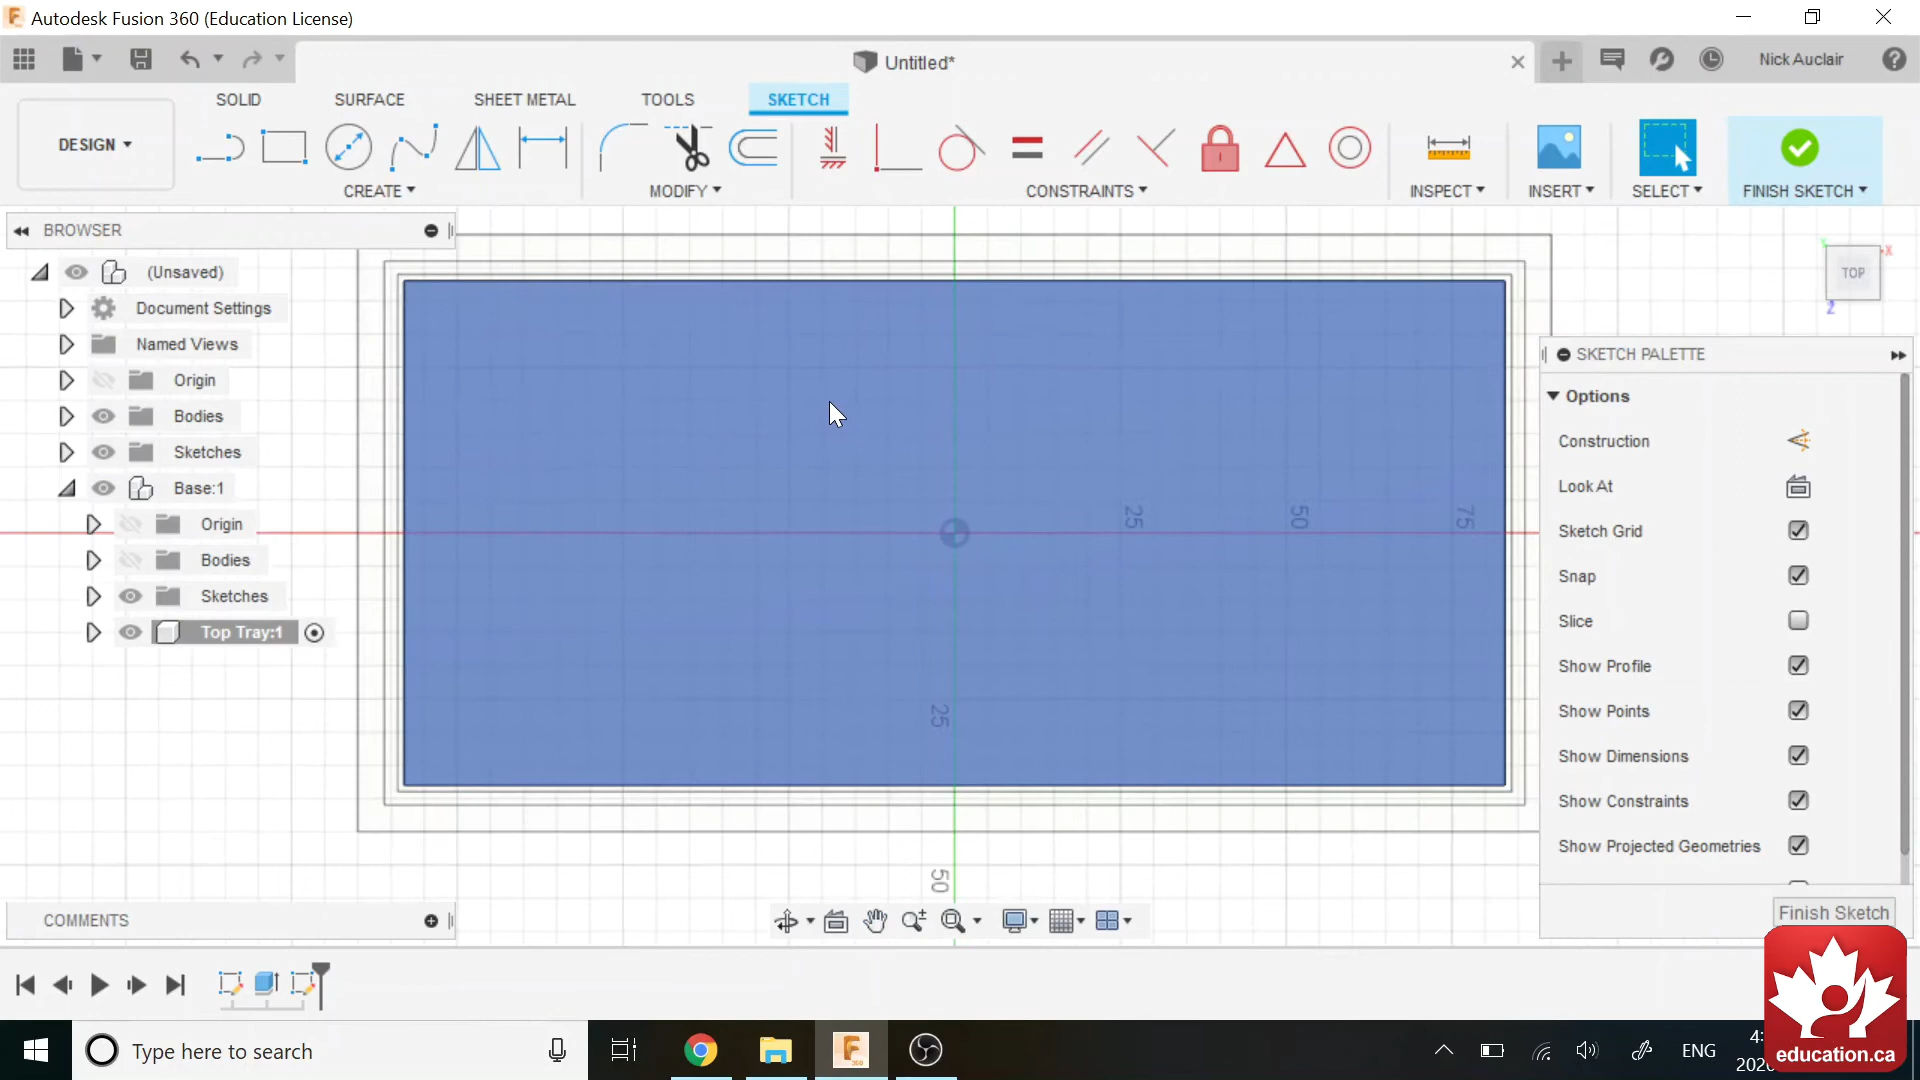 Autodesk Fusion 360 (Education License)
Untitled*
Nick Auclair
SOLID SURFACE SHEET METAL TOOLS SKETCH
DESIGN
CREATE MODIFY CONSTRAINTS INSPECT INSERT SELECT FINISH SKETCH
BROWSER
(Unsaved)
Document Settings
Named Views
Origin
Bodies
Sketches
Base:1
Origin
Bodies
Sketches
Top Tray:1
25
50
75
25
50
TOP
X
Z
SKETCH PALETTE
Options
Construction
Look At
Sketch Grid
Snap
Slice
Show Profile
Show Points
Show Dimensions
Show Constraints
Show Projected Geometries
Finish Sketch
COMMENTS
education.ca
Type here to search
360
ENG